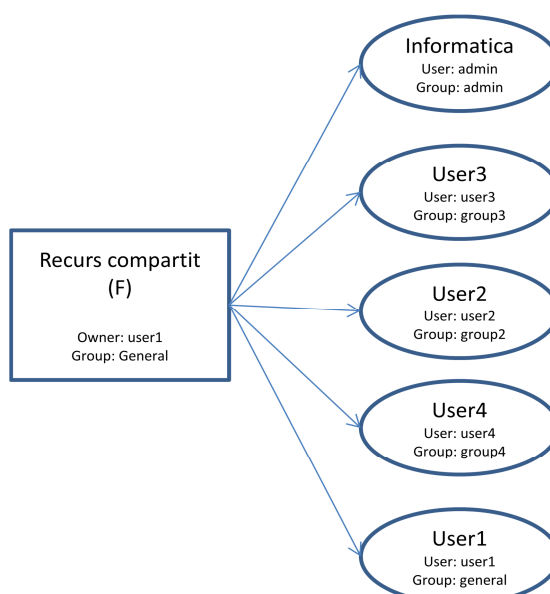 Informatica
User: admin
Group: admin
User3
User: user3
Group: group3
Recurs compartit
(F)
Owner: user1
Group: General
User2
User: user2
Group: group2
User4
User: user4
Group: group4
User1
User: user1
Group: general